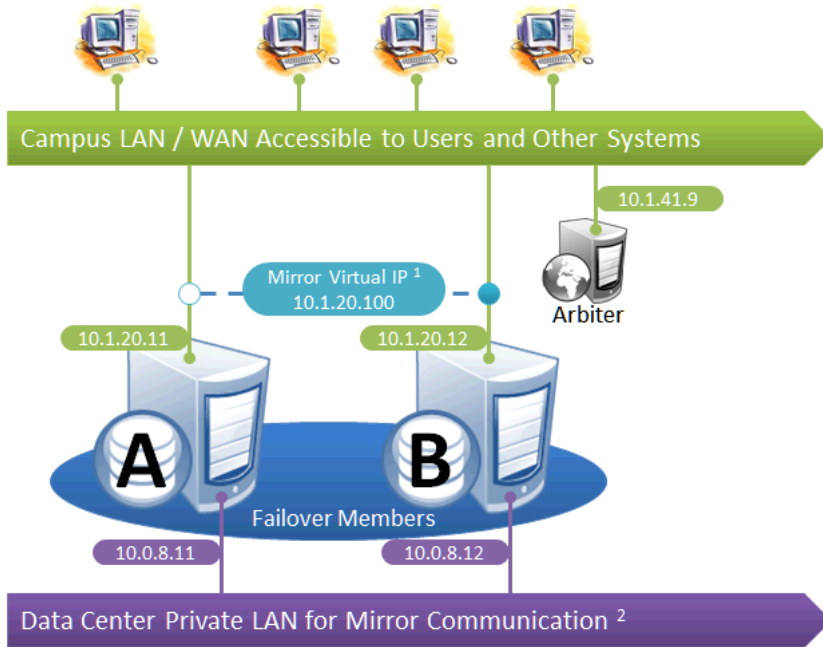 Campus LAN / WAN Accessible to Users and Other Systems
10.1.41.9
Mirror Virtual IP 1
10.1.20.100
Arbiter
10.1.20.11
10.1.20.12
A
B
Failover Members
10.0.8.11
10.0.8.12
Data Center Private LAN for Mirror Communication 2